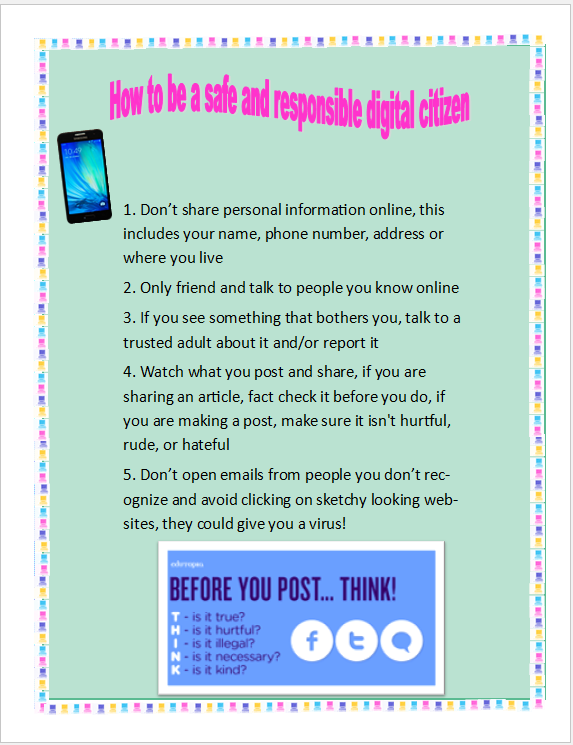 How to be a safe and responsible digital citizen
10:49
1. Don’t share personal information online, this
includes your name, phone number, address or
where you live
2. Only friend and talk to people you know online
3. If you see something that bothers you, talk to a
trusted adult about it and/or report it
4. Watch what you post and share, if you are
sharing an article, fact check it before you do, if
you are making a post, make sure it isn't hurtful,
rude, or hateful
5. Don’t open emails from people you don’t rec-
ognize and avoid clicking on sketchy looking web-
sites, they could give you a virus!
edutopia
BEFORE YOU POST... THINK!
T - is it true?
H - is it hurtful?
I - is it illegal?
N - is it necessary?
K - is it kind?